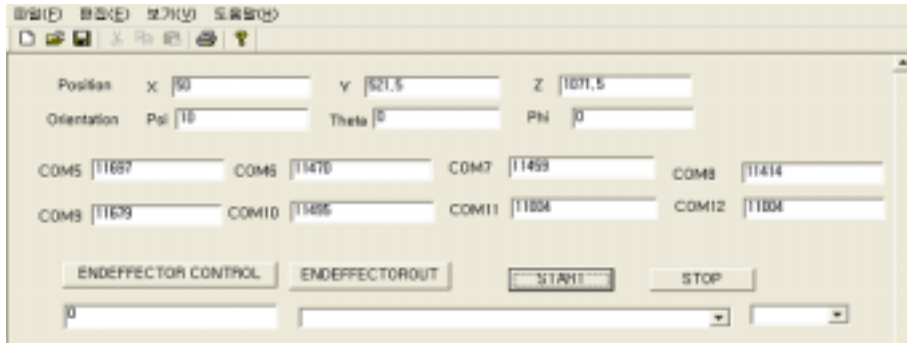 파일(F) 편집(E) 보기(V) 도움말(H)
Position X 50 Y 521,5 Z 1071,5
Orientation Psi 10 Theta 0 Phi 0
COM5 11697 COM6 11470 COM7 11459 COM8 11414
COM9 11679 COM10 11495 COM11 11004 COM12 11004
ENDEFFECTOR CONTROL ENDEFFECTOROUT START STOP
0